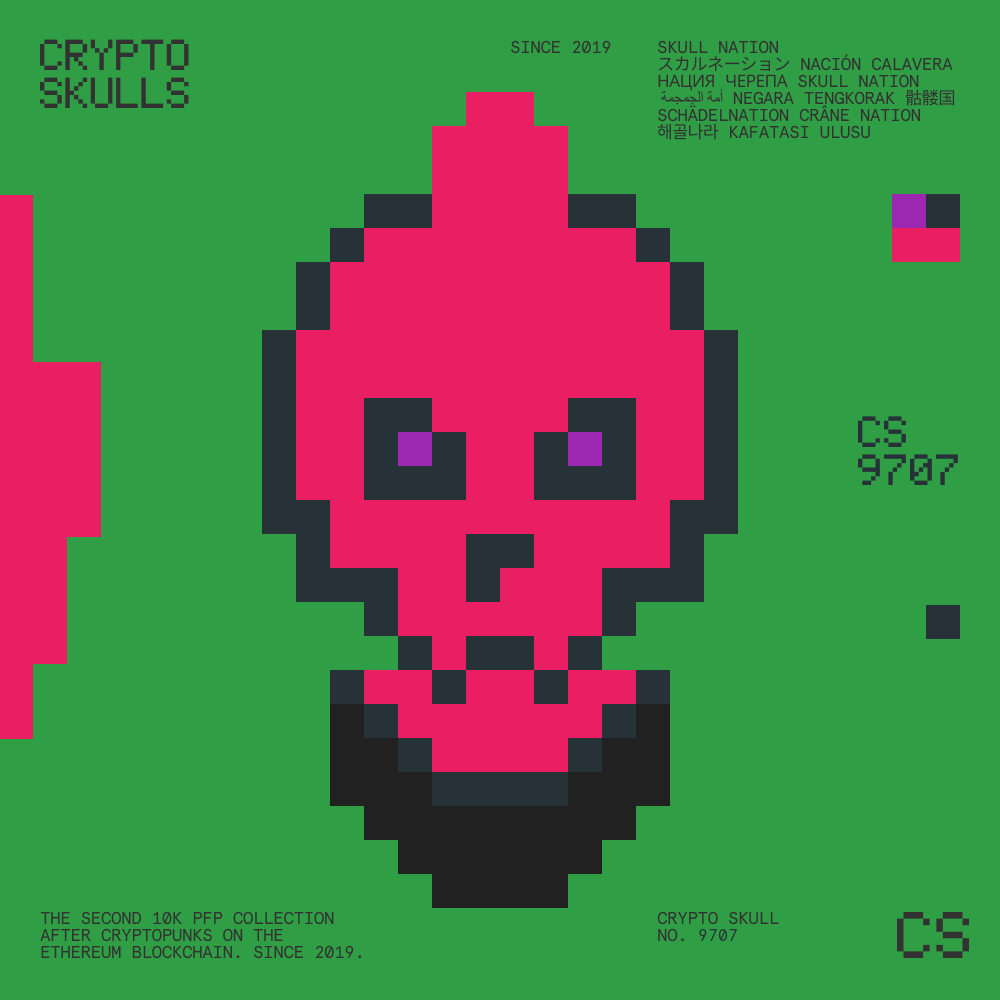 CRYPTO
SKULLS
SINCE 2019
SKULL NATION
スカルネーション NACIÓN CALAVERA
НАЦИЯ ЧЕРЕПА SKULL NATION
أمة الجمجمة NEGARA TENGKORAK 骷髅国
SCHÄDELNATION CRÂNE NATION
해골나라 KAFATASI ULUSU
CS
9707
THE SECOND 10K PFP COLLECTION
AFTER CRYPTOPUNKS ON THE
ETHEREUM BLOCKCHAIN. SINCE 2019.
CRYPTO SKULL
NO. 9707
CS